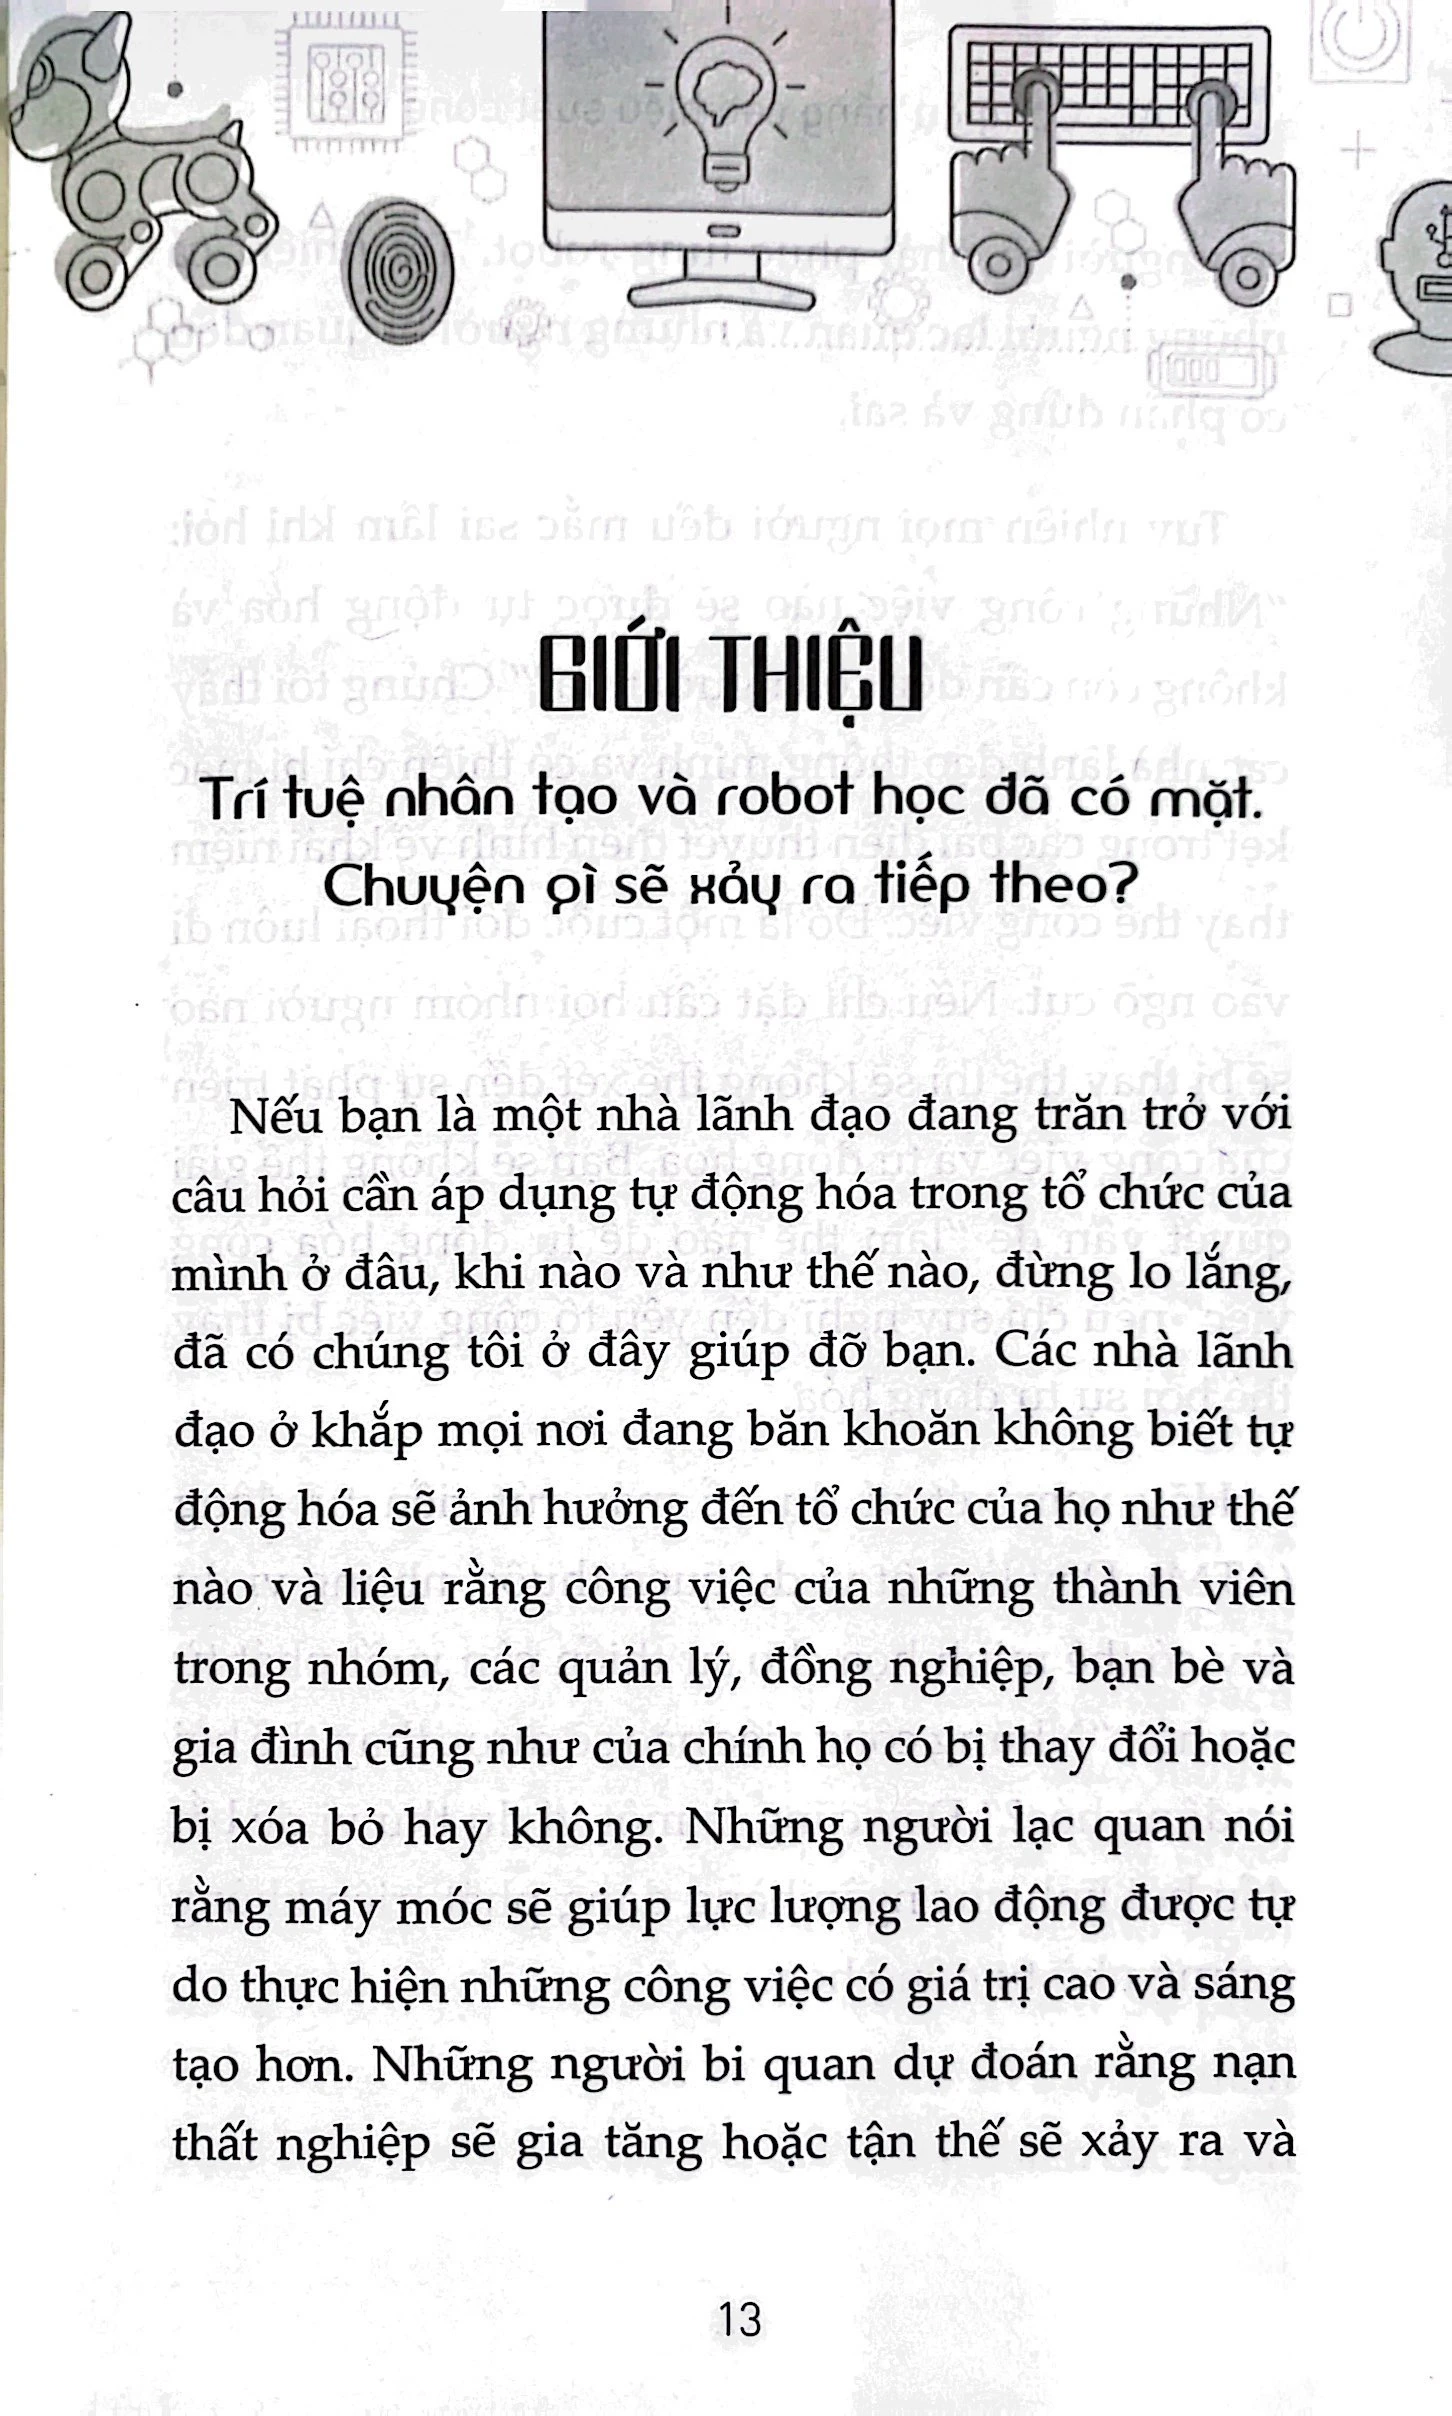 GIỚI THIỆU
Trí tuệ nhân tạo và robot học đã có mặt.
Chuyện gì sẽ xảy ra tiếp theo?
Nếu bạn là một nhà lãnh đạo đang trăn trở với
câu hỏi cần áp dụng tự động hóa trong tổ chức của
mình ở đâu, khi nào và như thế nào, đừng lo lắng,
đã có chúng tôi ở đây giúp đỡ bạn. Các nhà lãnh
đạo ở khắp mọi nơi đang băn khoăn không biết tự
động hóa sẽ ảnh hưởng đến tổ chức của họ như thế
nào và liệu rằng công việc của những thành viên
trong nhóm, các quản lý, đồng nghiệp, bạn bè và
gia đình cũng như của chính họ có bị thay đổi hoặc
bị xóa bỏ hay không. Những người lạc quan nói
rằng máy móc sẽ giúp lực lượng lao động được tự
do thực hiện những công việc có giá trị cao và sáng
tạo hơn. Những người bi quan dự đoán rằng nạn
thất nghiệp sẽ gia tăng hoặc tận thế sẽ xảy ra và
13